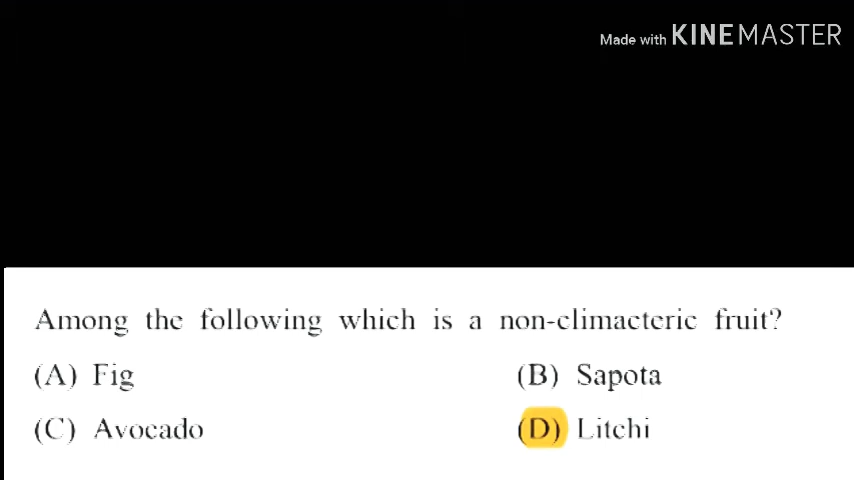 Made with KINEMASTER
Among the following which is a non-climacteric fruit?
(A) Fig (B) Sapota
(C) Avocado (D) Litchi